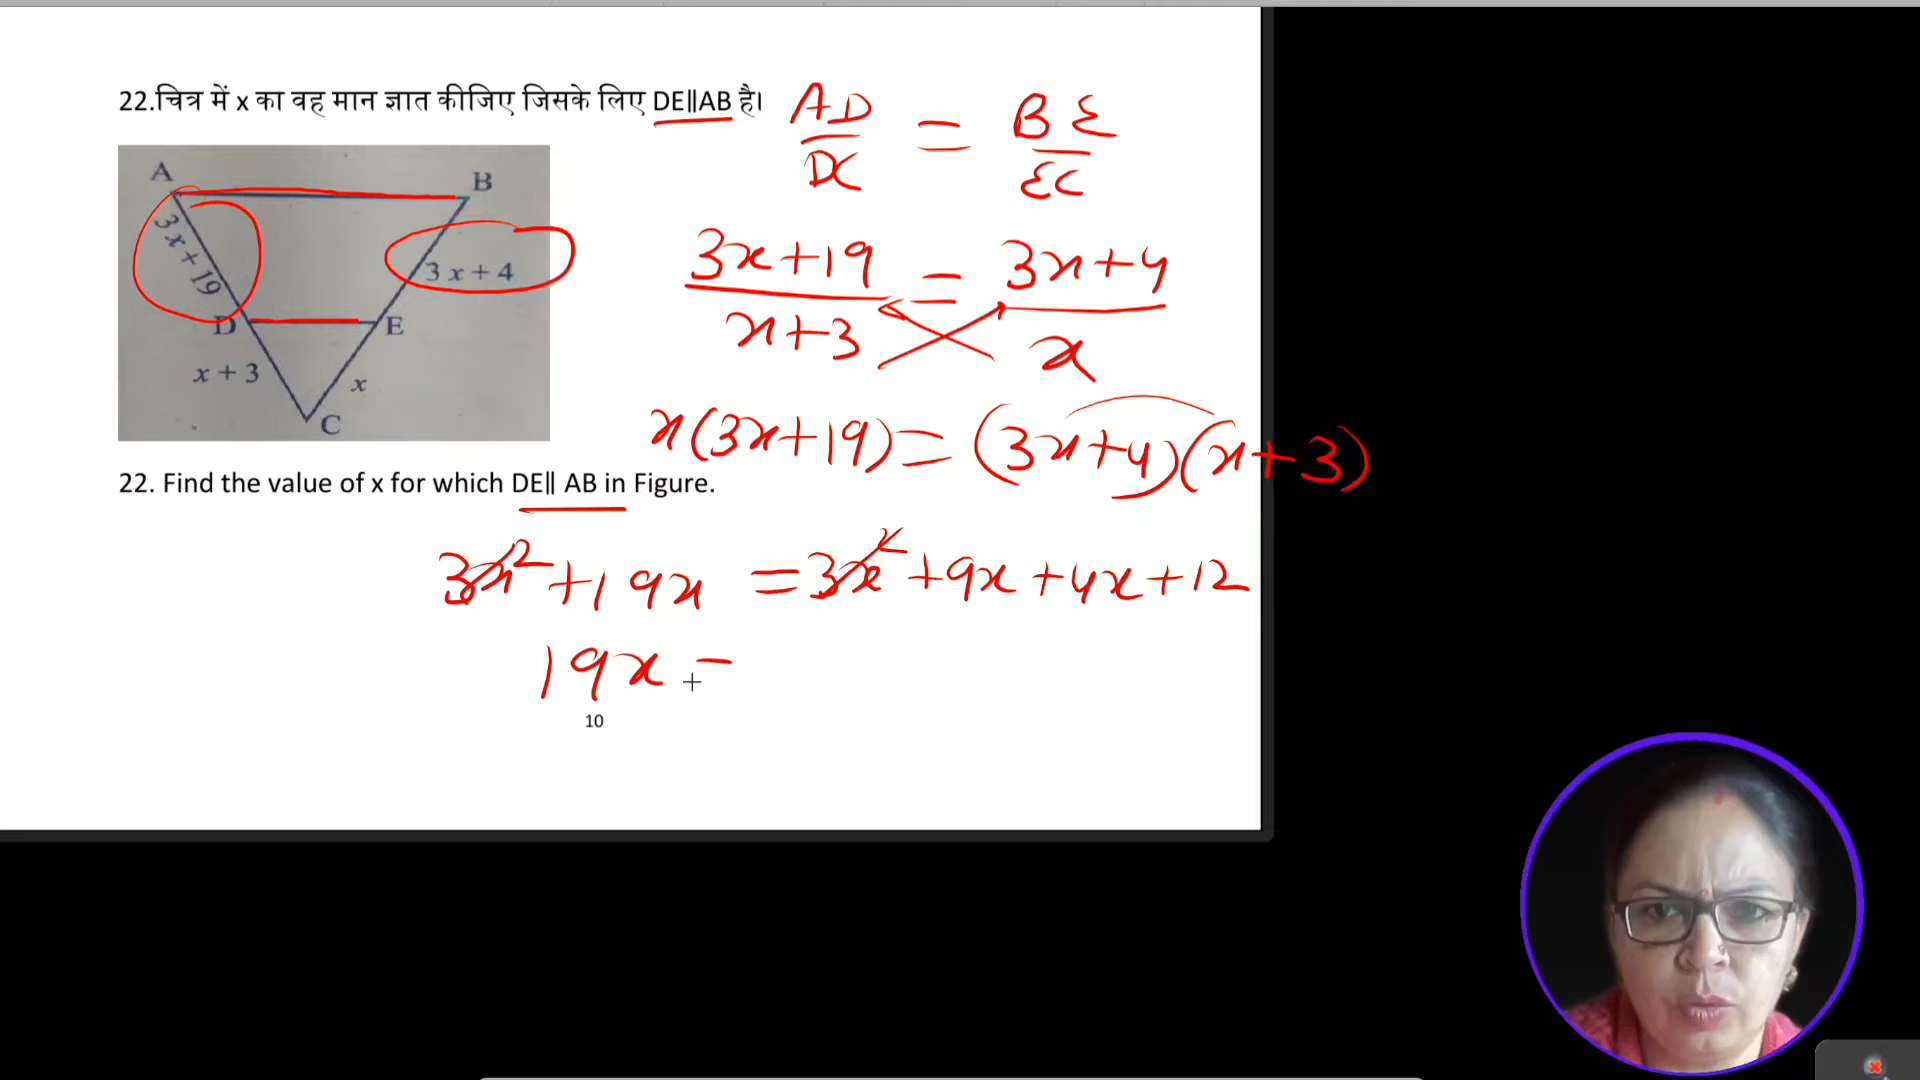 22.चित्र में x का वह मान ज्ञात कीजिए जिसके लिए DE||AB है।
AD/DC = BE/EC
A
B
3x+19
3x+4
D
E
x+3
x
C
3x+19/x+3 = 3x+4/x
x(3x+19)=(3x+4)(x+3)
22. Find the value of x for which DE|| AB in Figure.
3x²+19x =3x²+9x+4x+12
19x -
10